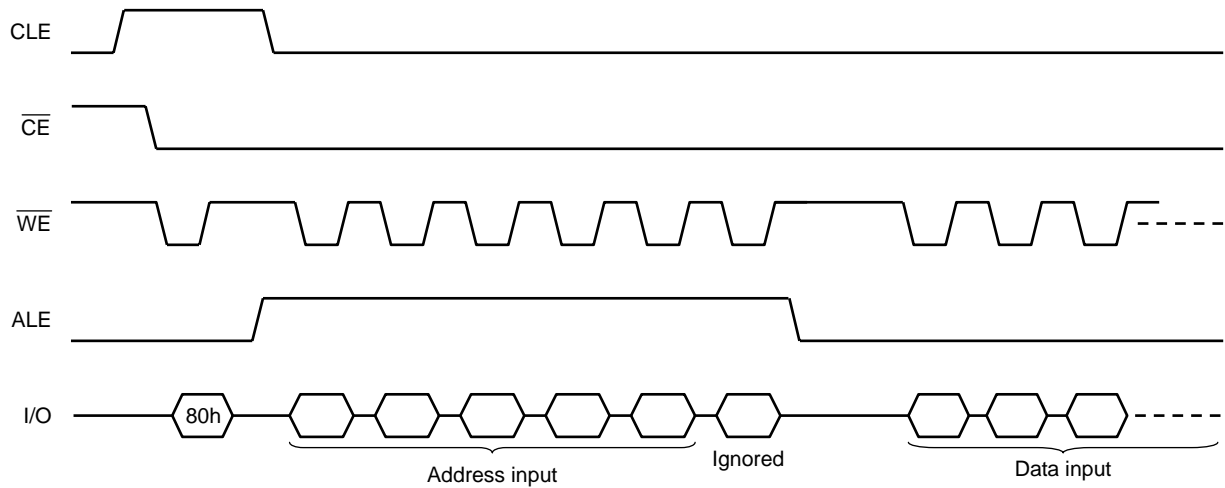 CLE
CE
WE
ALE
I/O
80h
Address input
Ignored
Data input